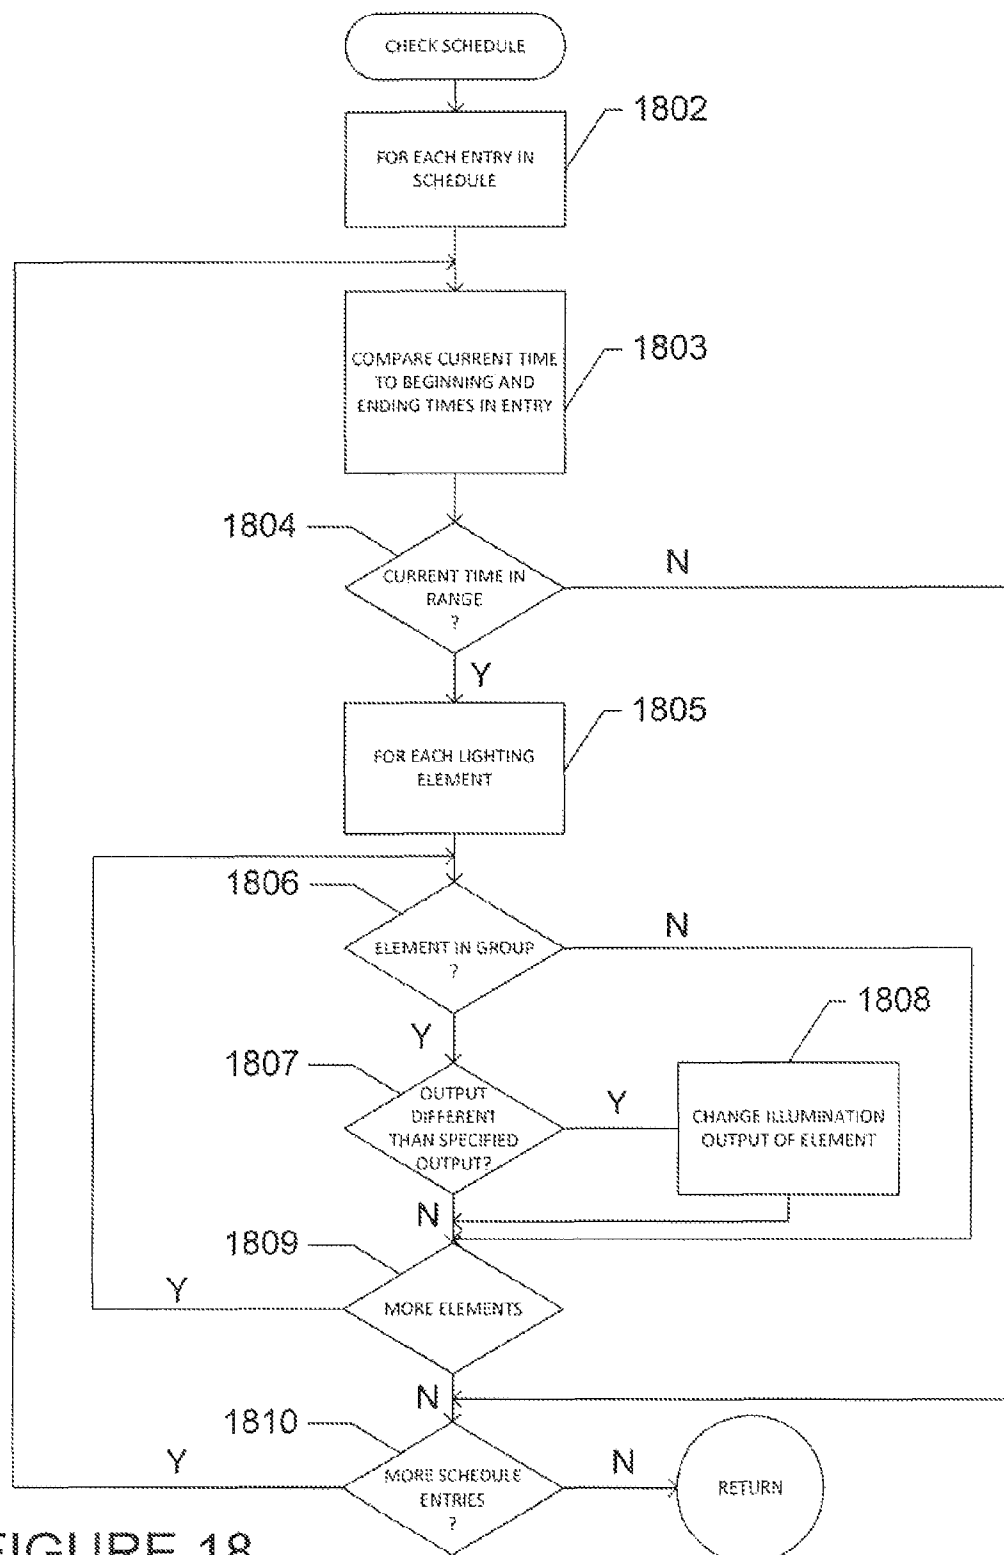 CHECK SCHEDULE
1802
FOR EACH ENTRY IN
SCHEDULE
1803
COMPARE CURRENT TIME
TO BEGINNING AND
ENDING TIMES IN ENTRY
1804
CURRENT TIME IN
RANGE
?
N
Y
1805
FOR EACH LIGHTING
ELEMENT
1806
ELEMENT IN GROUP
?
N
Y
1807
OUTPUT
DIFFERENT
THAN SPECIFIED
OUTPUT?
Y
1808
CHANGE ILLUMINATION
OUTPUT OF ELEMENT
N
1809
MORE ELEMENTS
Y
N
1810
MORE SCHEDULE
ENTRIES
?
Y
N
RETURN
FIGURE 18